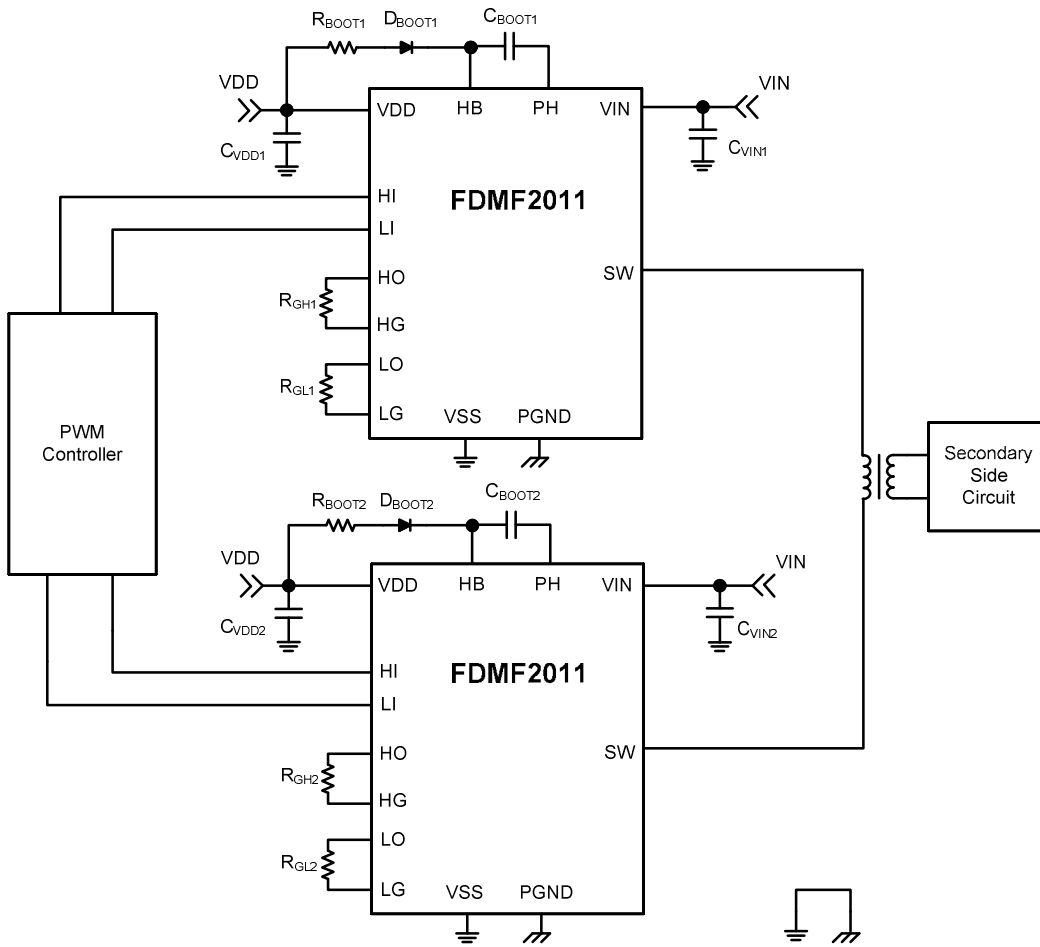 RBOOT1 DBOOT1 CBOOT1
VDD
VIN
VDD HB PH VIN
CVDD1
CVIN1
FDMF2011
HI
LI
SW
HO
RGH1
HG
LO
RGL1
LG VSS PGND
PWM
Controller
Secondary
Side
Circuit
RBOOT2 DBOOT2 CBOOT2
VDD
VIN
VDD HB PH VIN
CVDD2
CVIN2
FDMF2011
HI
LI
SW
HO
RGH2
HG
LO
RGL2
LG VSS PGND